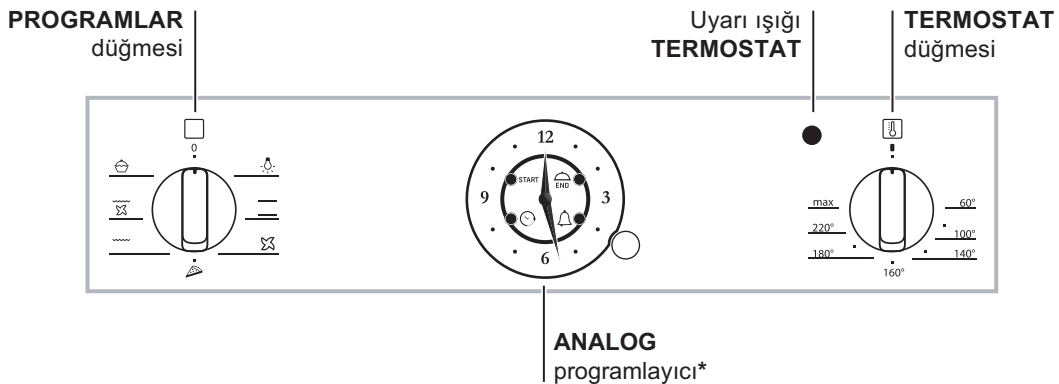 PROGRAMLAR
düğmesi
Uyarı ışığı
TERMOSTAT
TERMOSTAT
düğmesi
0
12
3
6
9
START
END
max
220°
180°
160°
60°
100°
140°
ANALOG
programlayıcı*